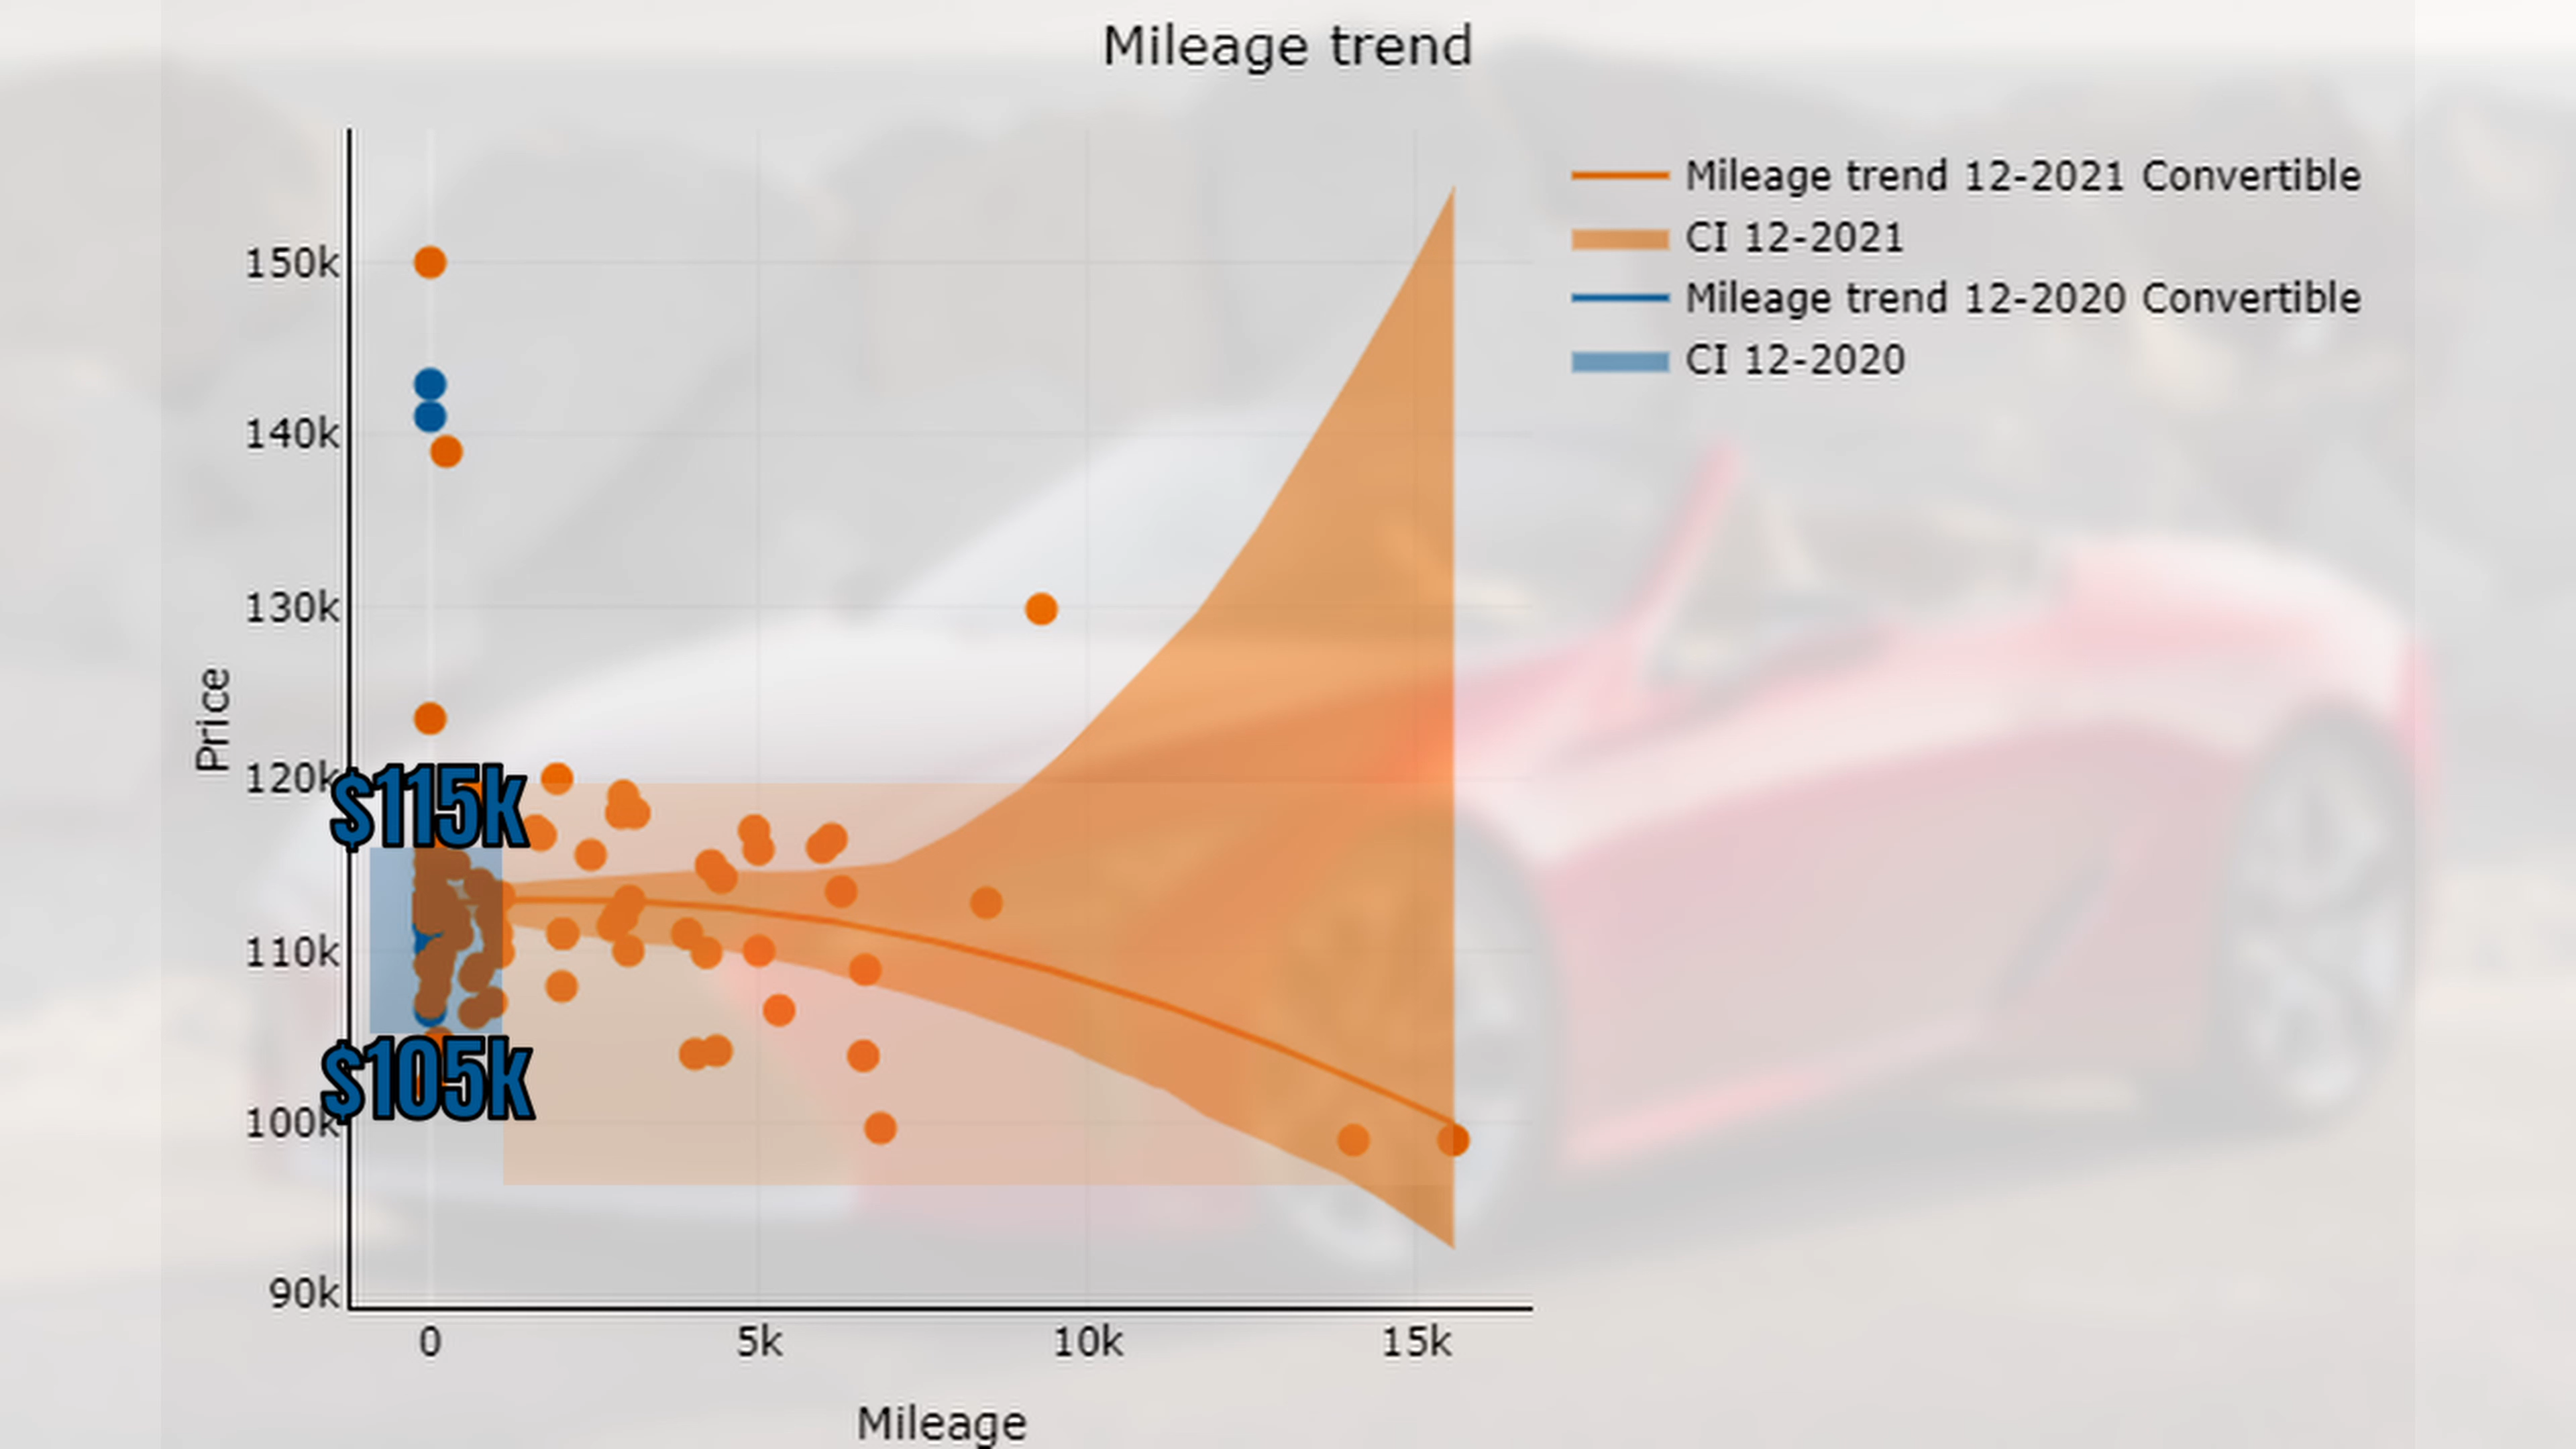 Mileage trend
Mileage trend 12-2021 Convertible
CI 12-2021
Mileage trend 12-2020 Convertible
CI 12-2020
150k
140k
130k
120k
110k
100k
90k
Price
$115k
$105k
0 5k 10k 15k
Mileage